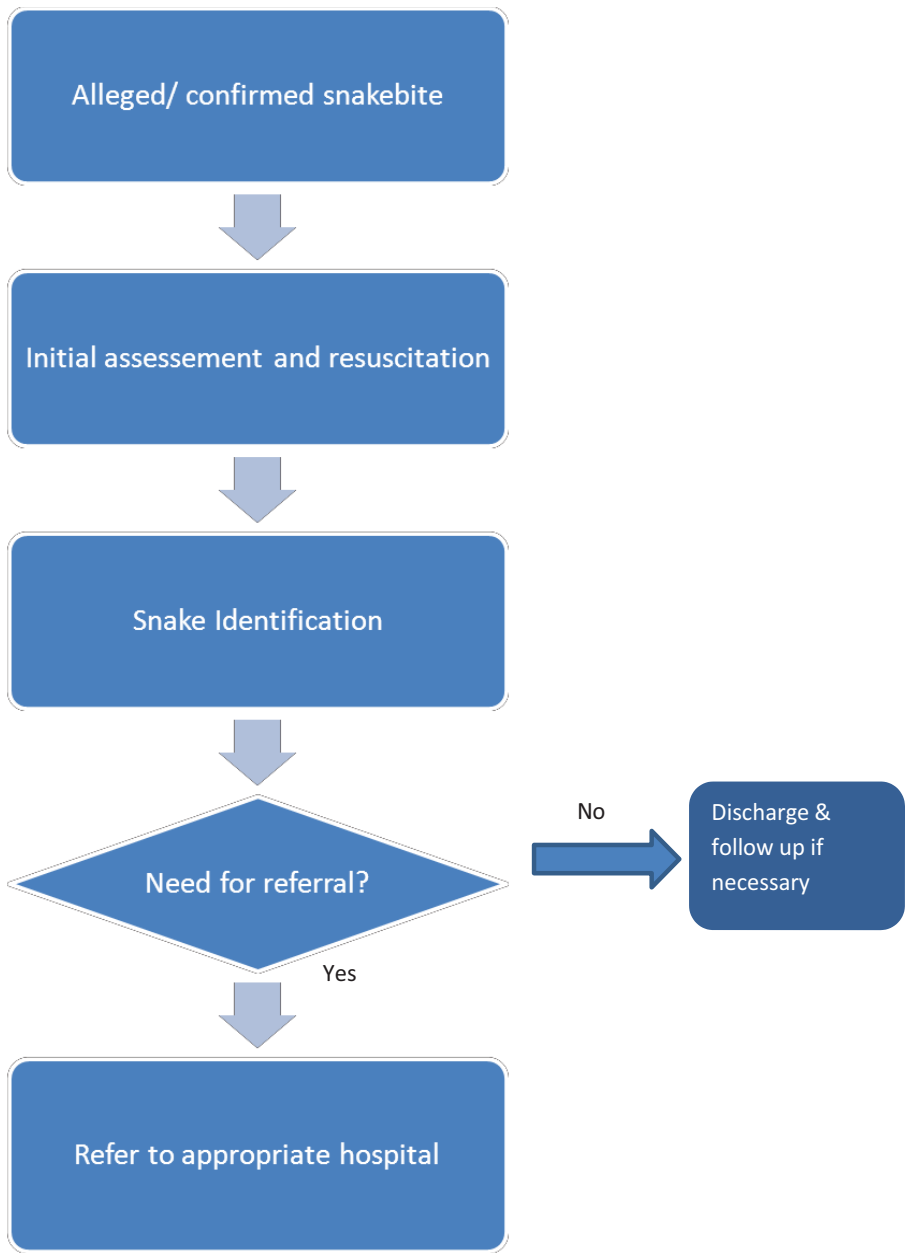 Alleged/ confirmed snakebite
Initial assessement and resuscitation
Snake Identification
Need for referral?
No
Discharge &
follow up if
necessary
Yes
Refer to appropriate hospital